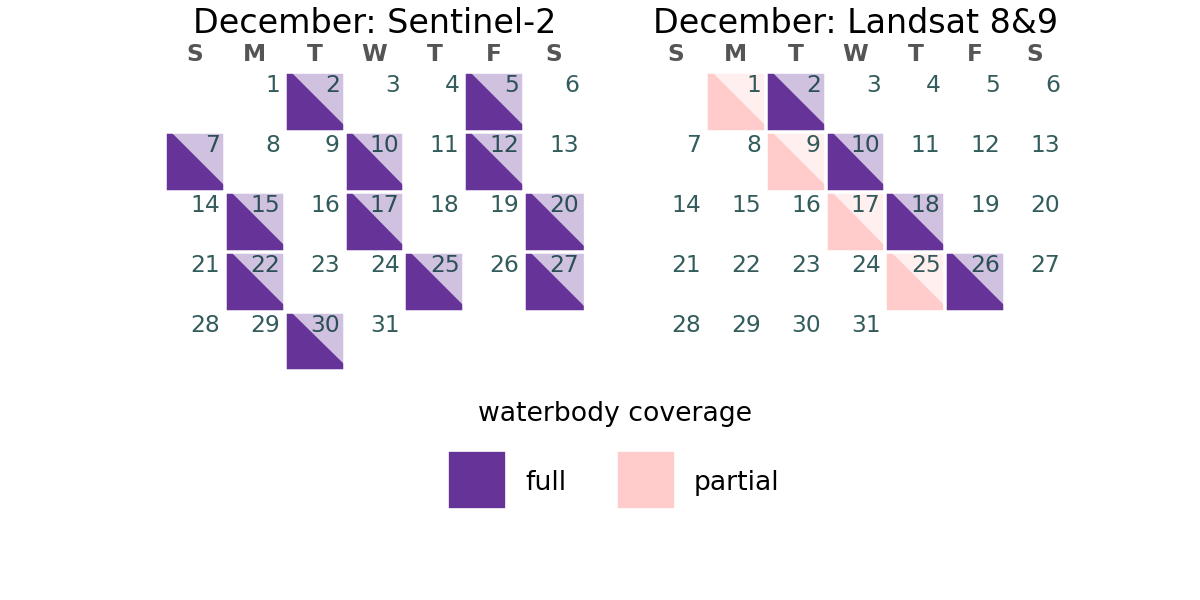 December: Sentinel-2
S M T W T F S
1 2 3 4 5 6
7 8 9 10 11 12 13
14 15 16 17 18 19 20
21 22 23 24 25 26 27
28 29 30 31
December: Landsat 8&9
S M T W T F S
1 2 3 4 5 6
7 8 9 10 11 12 13
14 15 16 17 18 19 20
21 22 23 24 25 26 27
28 29 30 31
waterbody coverage
full partial